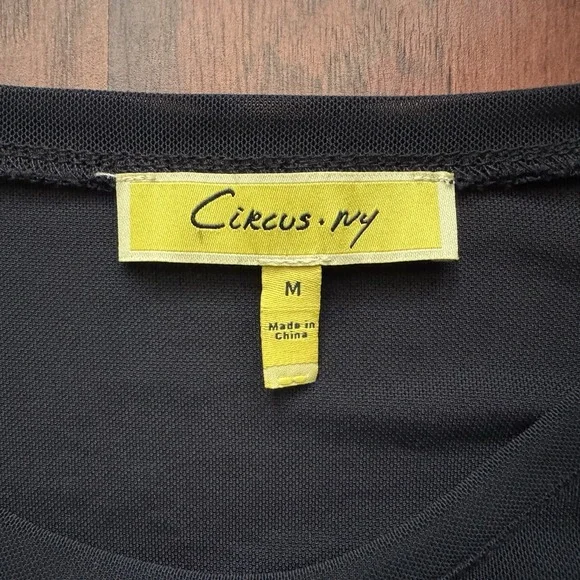 Circus. NY
M
Made in
China